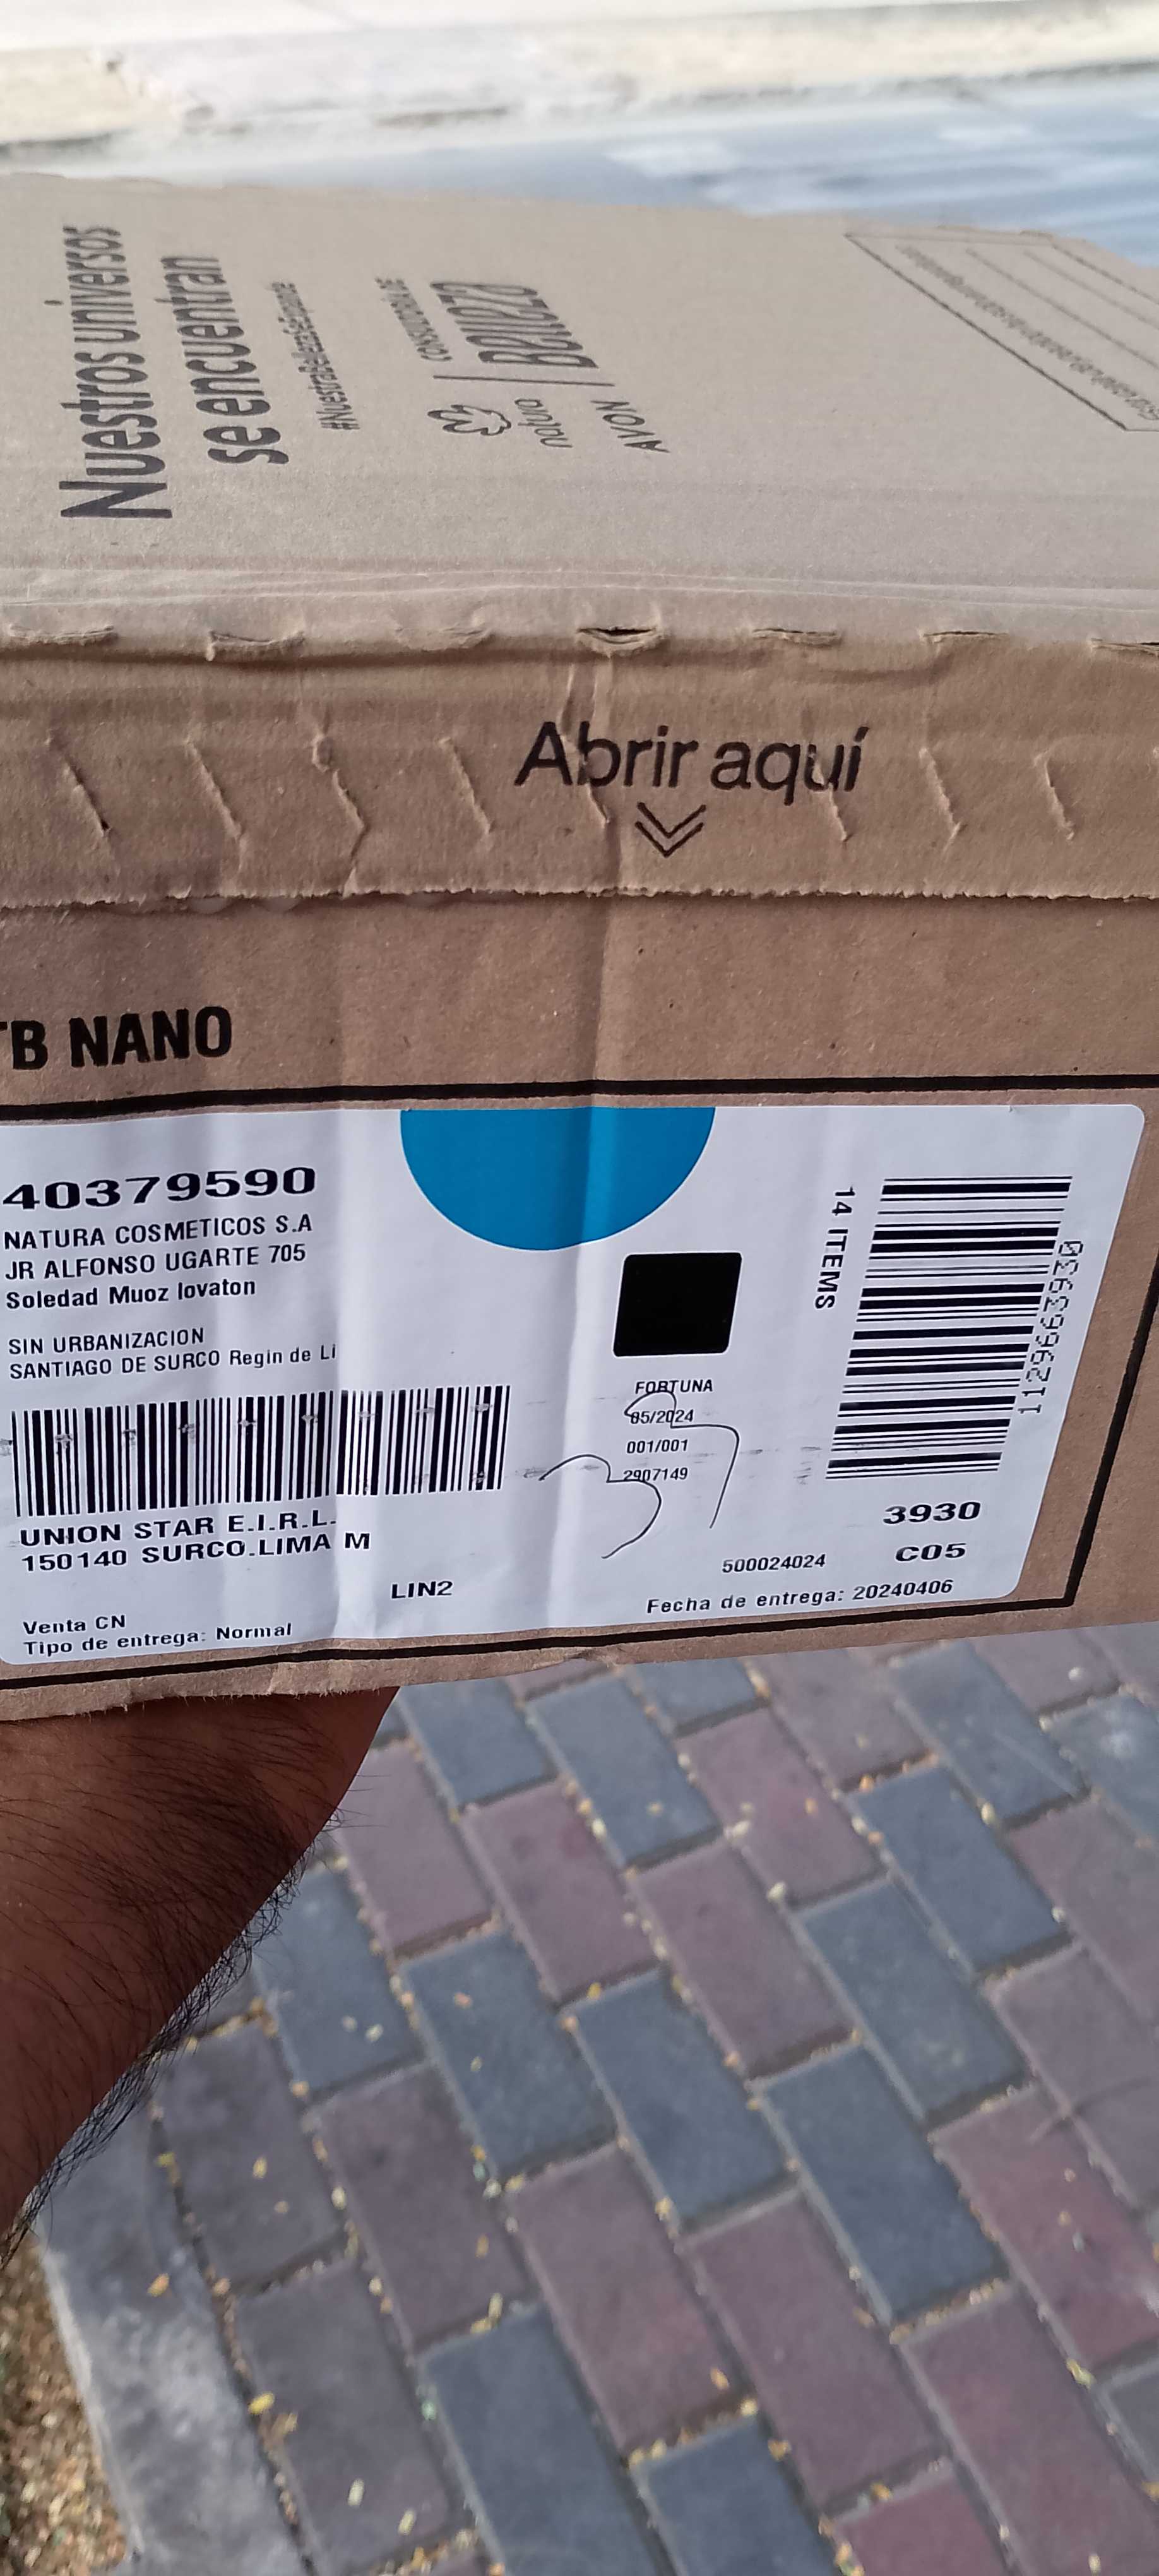 Nuestros universos
se encuentran
#NuestraBellezaSeEncuentra
natura
CONSULTORÍA DE
Belleza
AVON
Abrir aquí
TB NANO
40379590
NATURA COSMETICOS S.A
JR ALFONSO UGARTE 705
Soledad Muoz lovaton
SIN URBANIZACION
SANTIAGO DE SURCO Regin de Li
UNION STAR E.I.R.L.
150140 SURCO.LIMA M
LIN2
Venta CN
Tipo de entrega: Normal
FORTUNA
05/2024
001/001
2907149
500024024
14 ITEMS
3930
C05
Fecha de entrega: 20240406